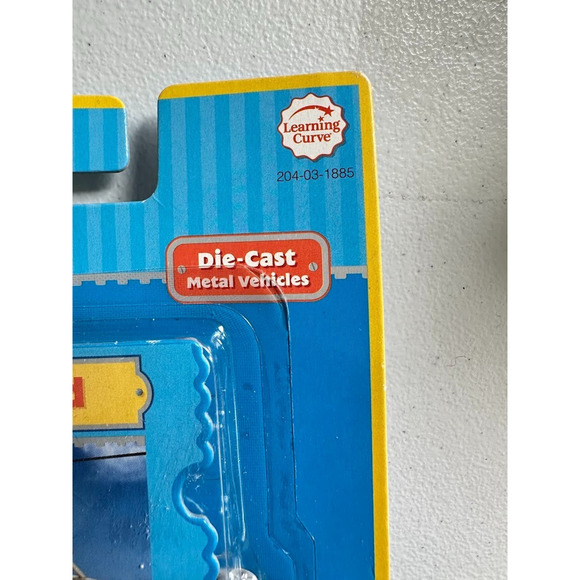 Learning
Curve
204-03-1885
Die-Cast
Metal Vehicles